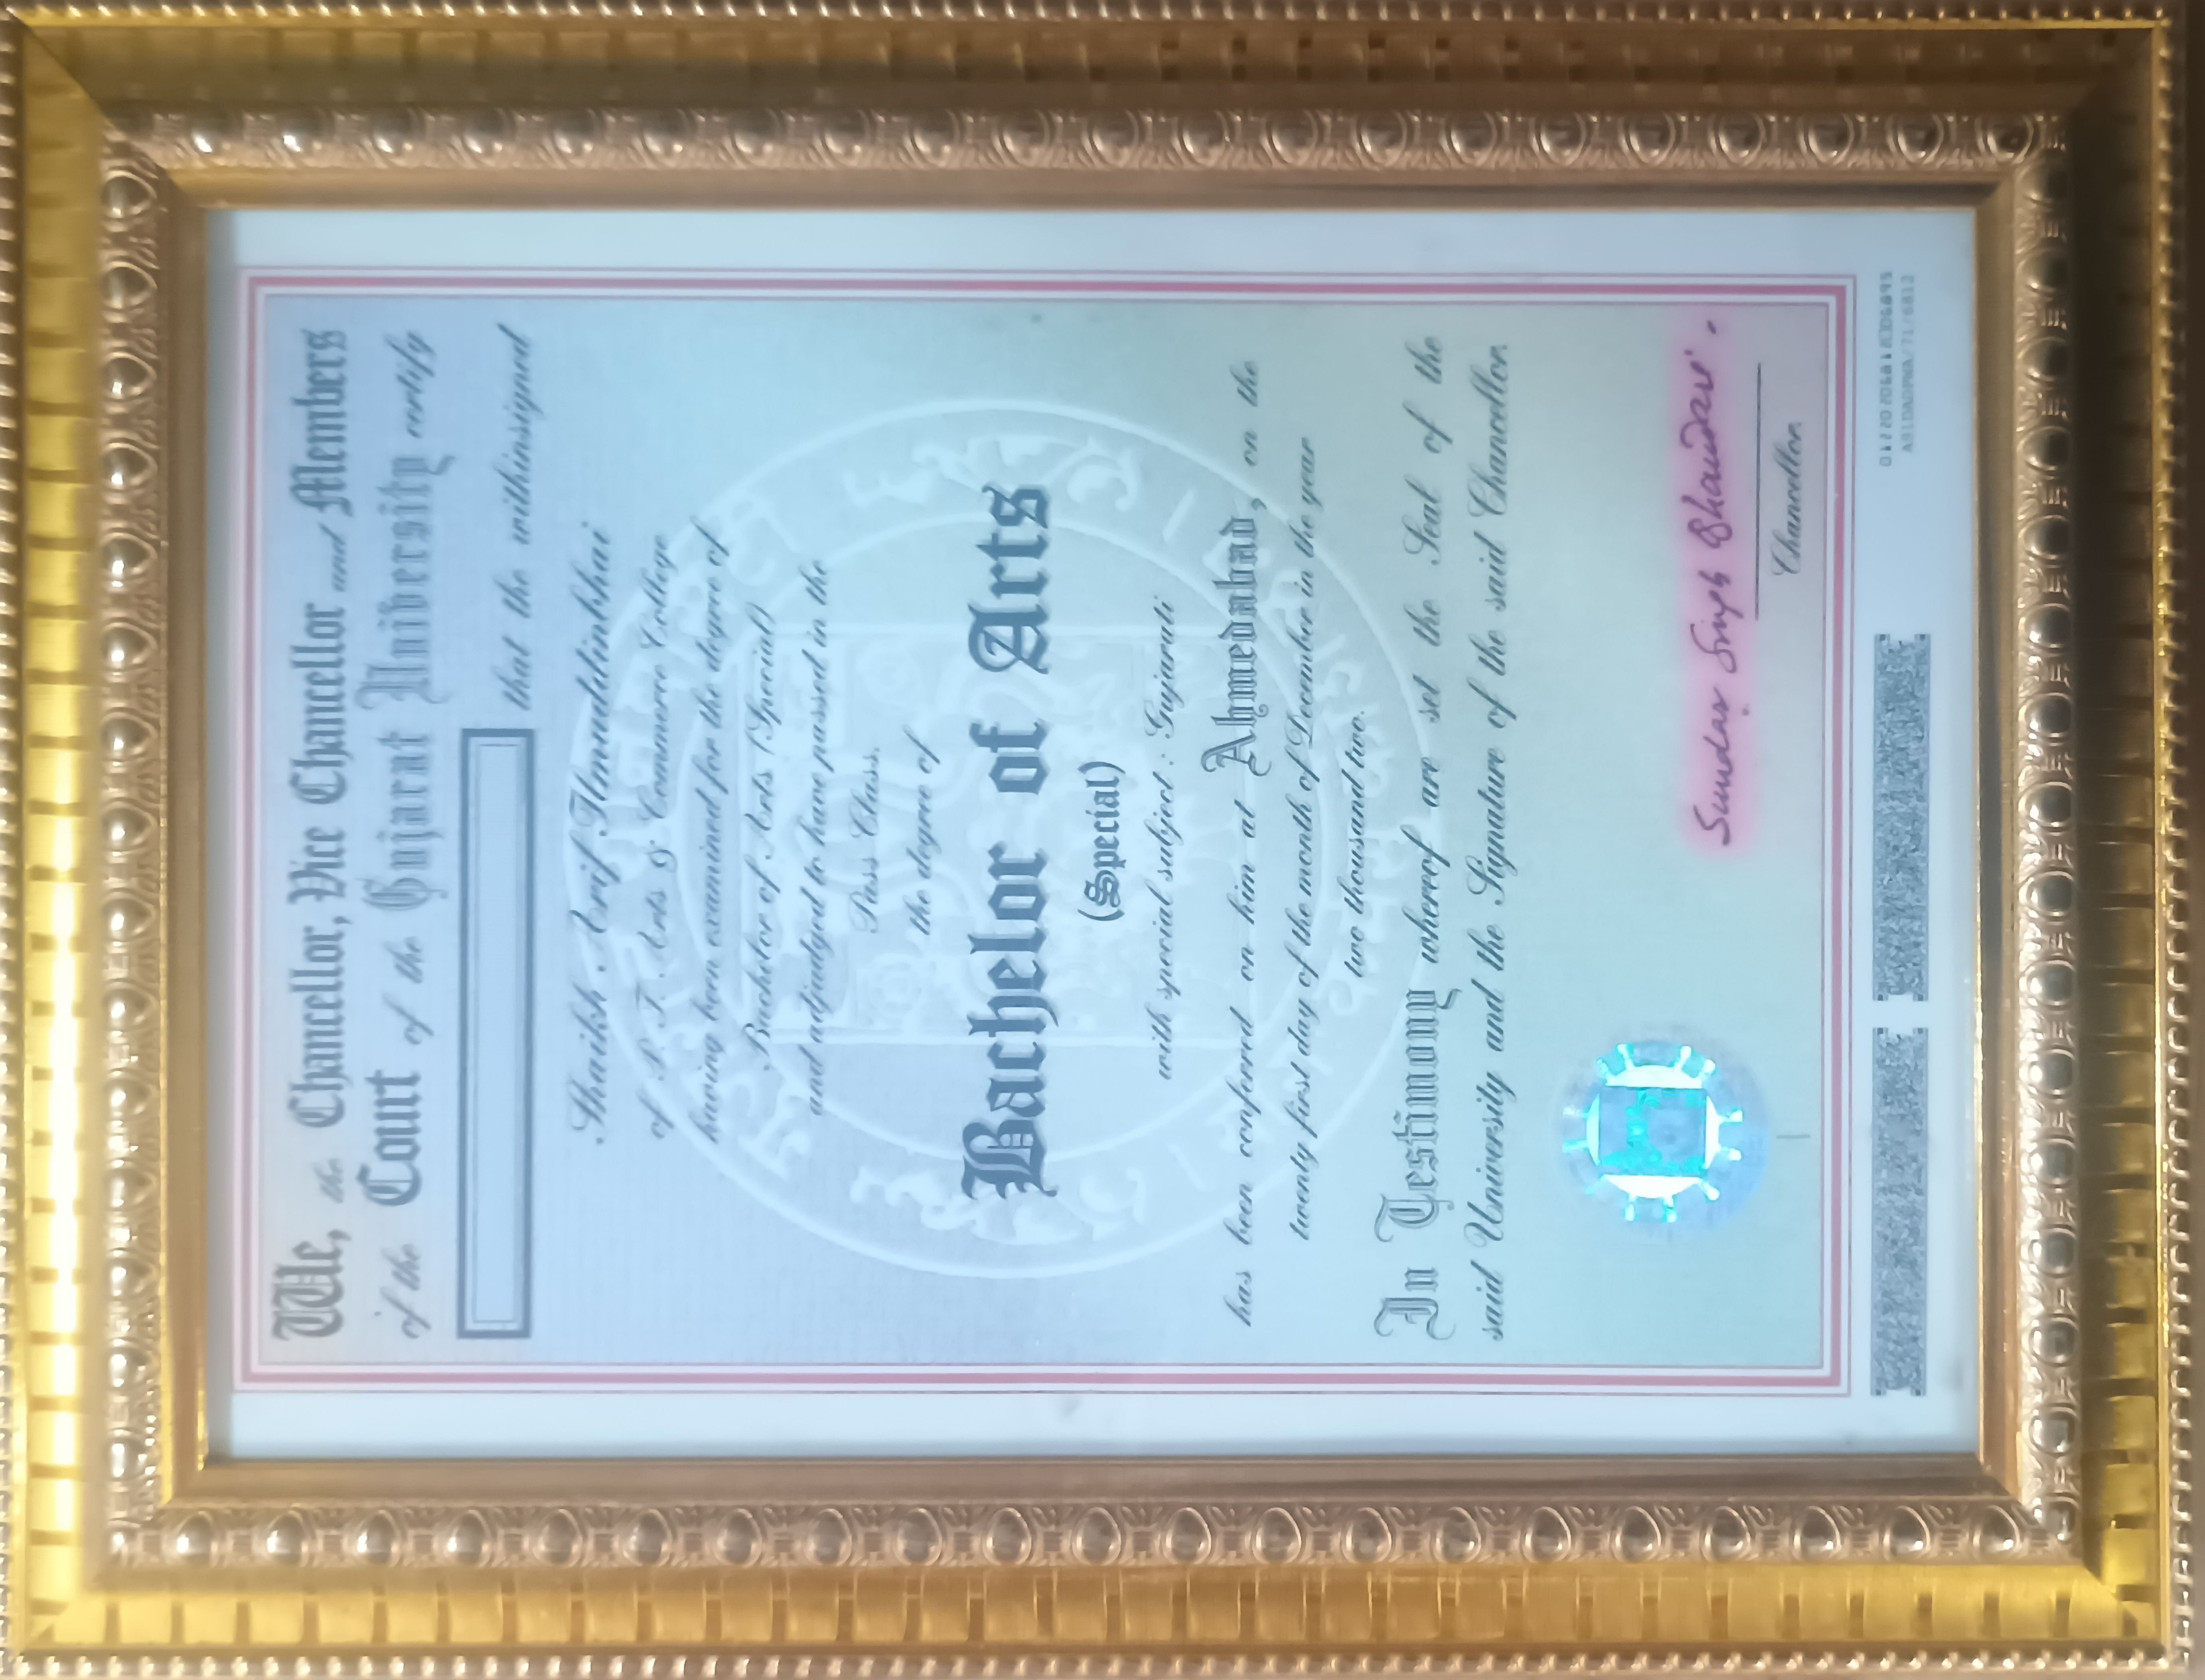 We, the Chancellor, Vice Chancellor and Members
of the Court of the Gujarat University certify
that the withinsigned
Shaikh Arif Ilmuddinbhai
of P. T. Arts & Commerce College
having been examined for the degree of
Bachelor of Arts (Special)
and adjudged to have passed in the
Pass Class.
the degree of
Bachelor of Arts
(Special)
with special subject : Gujarati
has been conferred on him at Ahmedabad, on the
twenty first day of the month of December in the year
two thousand two.
In Testimony whereof are set the Seal of the
said University and the Signature of the said Chancellor.
Sundar Singh Bhandari
Chancellor.